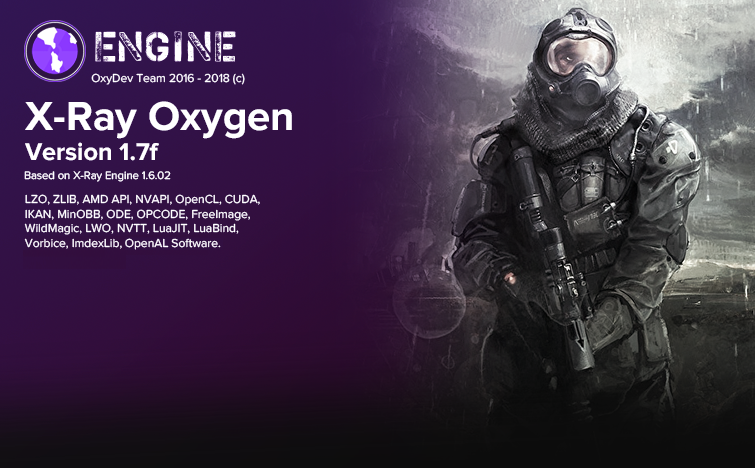 ENGINE
OxyDev Team 2016 - 2018 (c)
X-Ray Oxygen
Version 1.7f
Based on X-Ray Engine 1.6.02
LZO, ZLIB, AMD API, NVAPI, OpenCL, CUDA,
IKAN, MinOBB, ODE, OPCODE, FreeImage,
WildMagic, LWO, NVTT, LuaJIT, LuaBind,
Vorbice, ImdexLib, OpenAL Software.